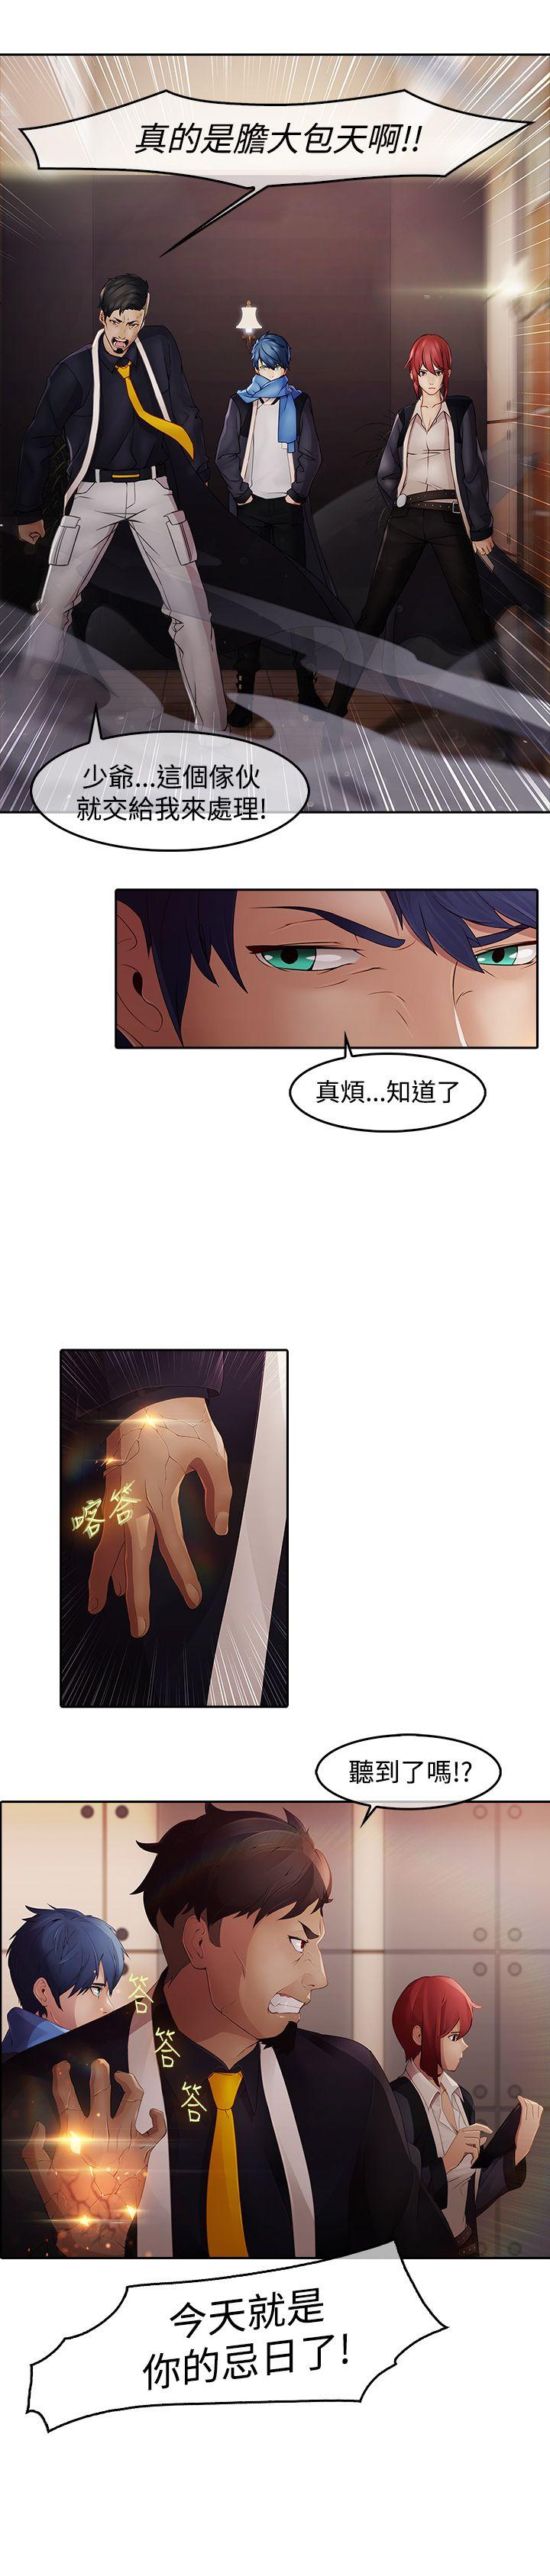 真的是膽大包天啊!!
少爺...這個傢伙
就交給我來處理!
真煩...知道了
喀答
聽到了嗎!?
答
答
答
今天就是
你的忌日了!